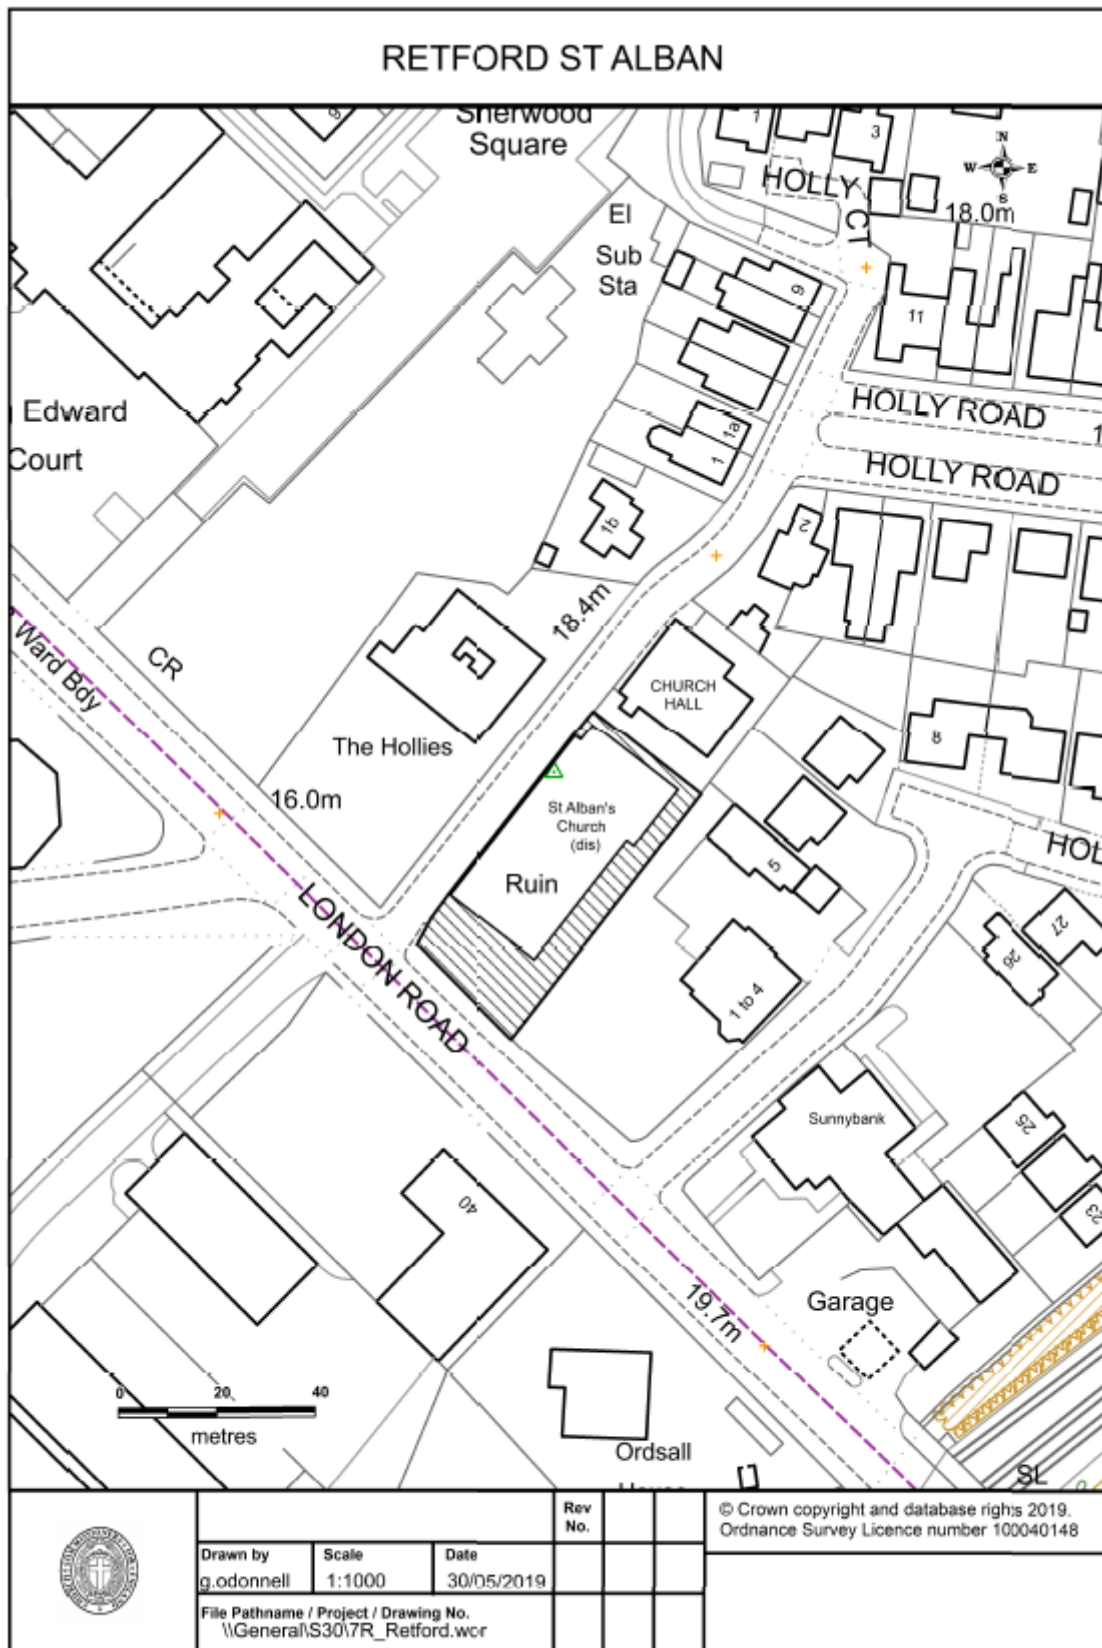 RETFORD ST ALBAN
Sherwood
Square
1
3
N
W
E
S
HOLLY
CT
18.0m
El
Sub
Sta
9
11
Edward
Court
HOLLY ROAD
1a
1
HOLLY ROAD
1b
2
18.4m
Ward Bdy
CR
CHURCH
HALL
The Hollies
8
16.0m
St Alban's
Church
(dis)
Ruin
5
HOL
LONDON ROAD
27
26
1 to 4
Sunnybank
25
40
23
19.7m
Garage
0 20 40
metres
Ordsall
SL
Rev
No.
© Crown copyright and database rights 2019.
Ordnance Survey Licence number 100040148
Drawn by
g.odonnell
Scale
1:1000
Date
30/05/2019
File Pathname / Project / Drawing No.
\\General\S30\7R_Retford.wor